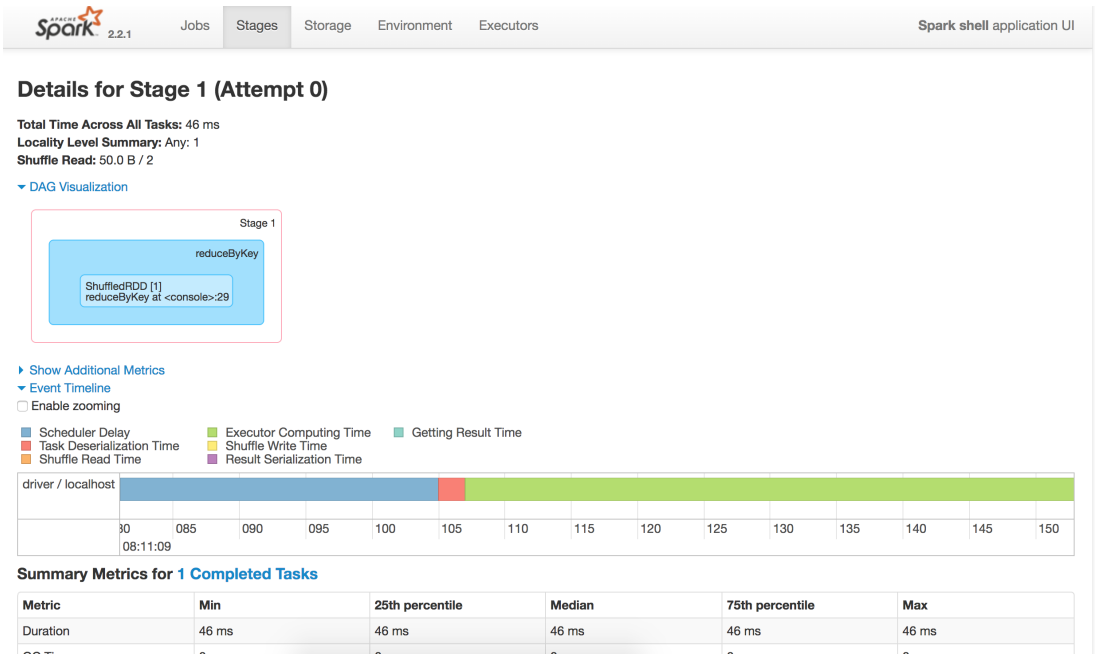 APACHE Spark 2.2.1 Jobs Stages Storage Environment Executors Spark shell application UI
Details for Stage 1 (Attempt 0)
Total Time Across All Tasks: 46 ms
Locality Level Summary: Any: 1
Shuffle Read: 50.0 B / 2
DAG Visualization
Stage 1
reduceByKey
ShuffledRDD [1]
reduceByKey at <console>:29
Show Additional Metrics
Event Timeline
Enable zooming
Scheduler Delay Executor Computing Time Getting Result Time
Task Deserialization Time Shuffle Write Time
Shuffle Read Time Result Serialization Time
driver / localhost
085 090 095 100 105 110 115 120 125 130 135 140 145 150
08:11:09
Summary Metrics for 1 Completed Tasks
Metric Min 25th percentile Median 75th percentile Max
Duration 46 ms 46 ms 46 ms 46 ms 46 ms